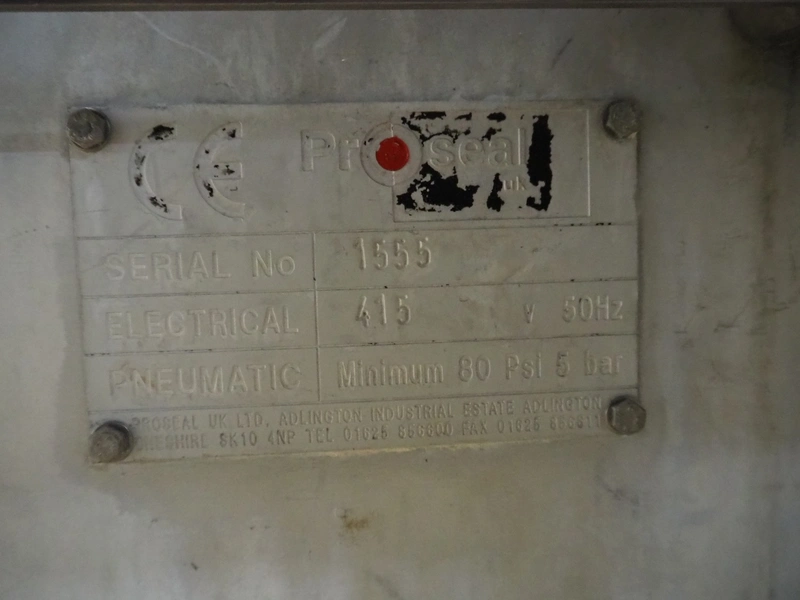 CE Proseal
uk
SERIAL No 1555
ELECTRICAL 415 V 50Hz
PNEUMATIC Minimum 80 Psi 5 bar
PROSEAL UK LTD. ADLINGTON INDUSTRIAL ESTATE ADLINGTON
CHESHIRE SK10 4NP TEL 01625 856600 FAX 01625